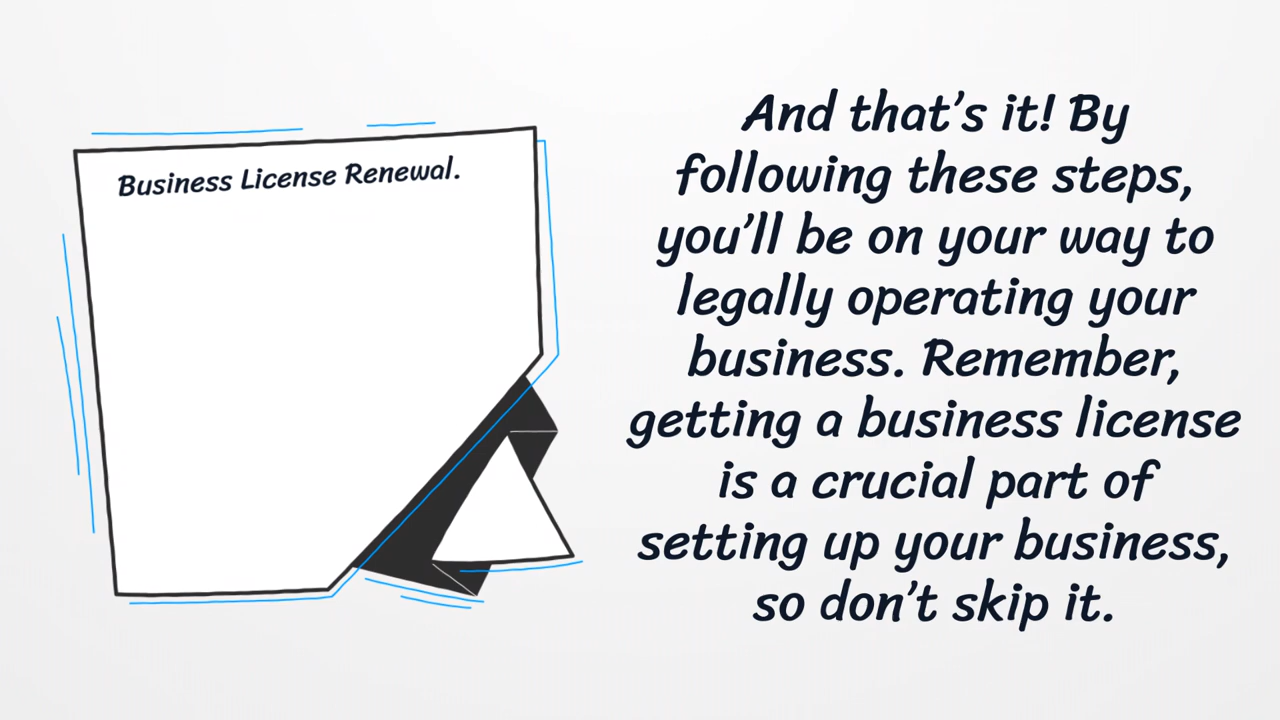 Business License Renewal.
And that’s it! By
following these steps,
you’ll be on your way to
legally operating your
business. Remember,
getting a business license
is a crucial part of
setting up your business,
so don’t skip it.